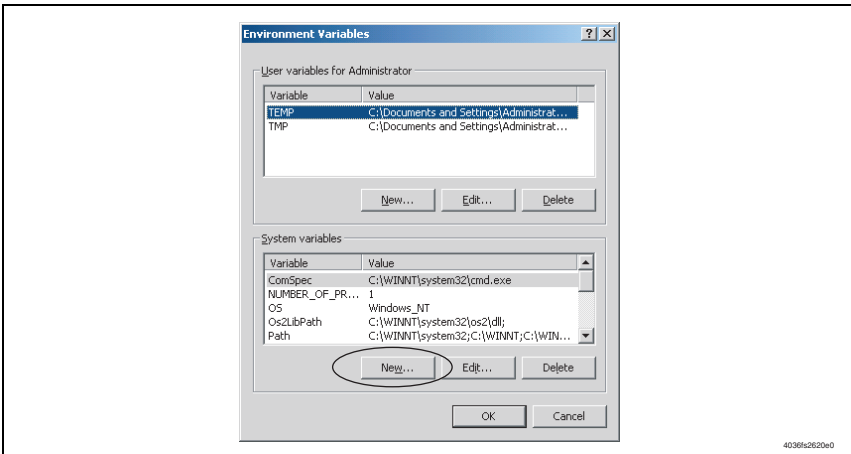 Environment Variables
User variables for Administrator
Variable Value
TEMP C:\Documents and Settings\Administrat...
TMP C:\Documents and Settings\Administrat...
New... Edit... Delete
System variables
Variable Value
ComSpec C:\WINNT\system32\cmd.exe
NUMBER_OF_PR... 1
OS Windows_NT
Os2LibPath C:\WINNT\system32\os2\dll;
Path C:\WINNT\system32;C:\WINNT;C:\WIN...
New... Edit... Delete
OK Cancel
4036fs2620e0